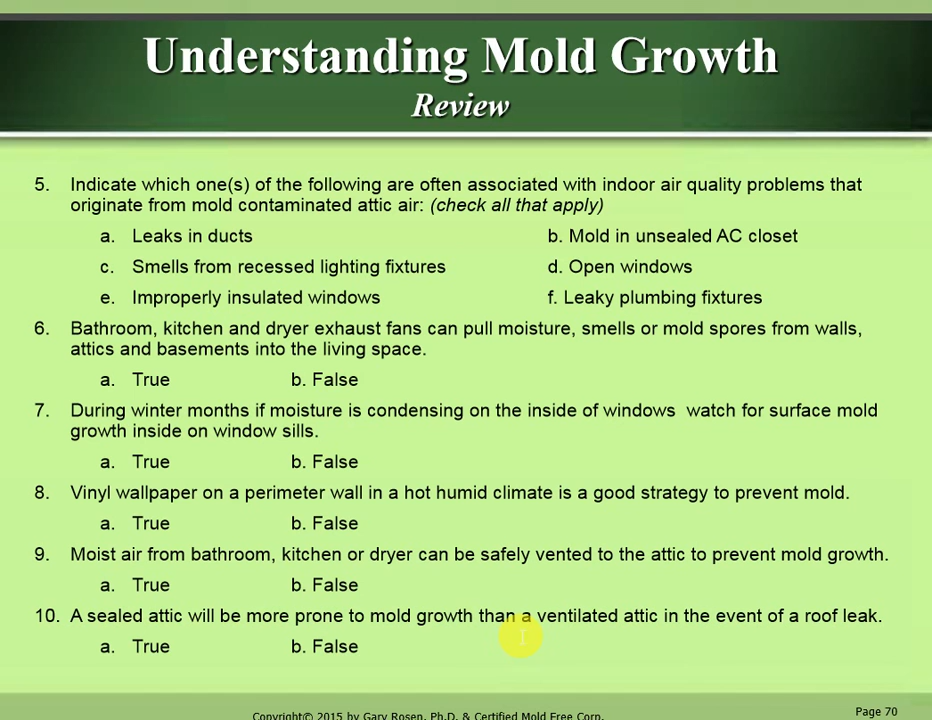 Understanding Mold Growth
Review
5. Indicate which one(s) of the following are often associated with indoor air quality problems that
originate from mold contaminated attic air: (check all that apply)
a. Leaks in ducts b. Mold in unsealed AC closet
c. Smells from recessed lighting fixtures d. Open windows
e. Improperly insulated windows f. Leaky plumbing fixtures
6. Bathroom, kitchen and dryer exhaust fans can pull moisture, smells or mold spores from walls,
attics and basements into the living space.
a. True b. False
7. During winter months if moisture is condensing on the inside of windows watch for surface mold
growth inside on window sills.
a. True b. False
8. Vinyl wallpaper on a perimeter wall in a hot humid climate is a good strategy to prevent mold.
a. True b. False
9. Moist air from bathroom, kitchen or dryer can be safely vented to the attic to prevent mold growth.
a. True b. False
10. A sealed attic will be more prone to mold growth than a ventilated attic in the event of a roof leak.
a. True b. False
Copyright© 2015 by Gary Rosen, Ph.D. & Certified Mold Free Corp. Page 70